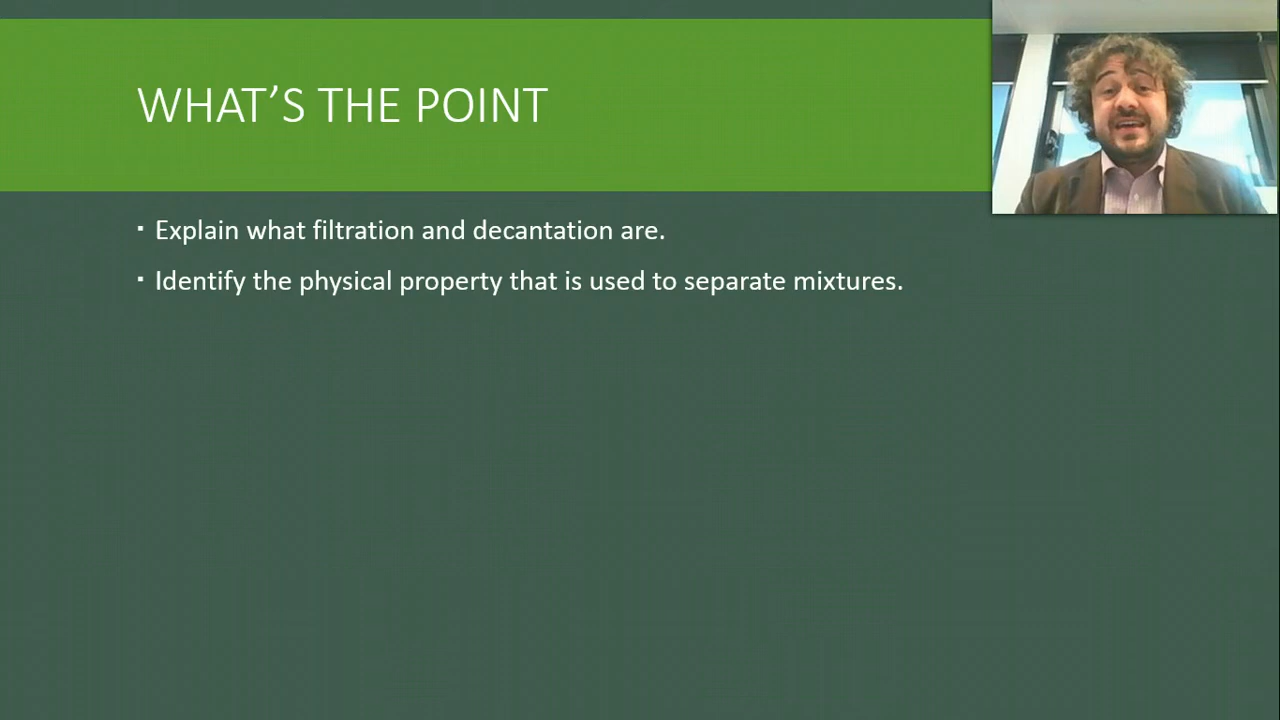 WHAT’S THE POINT
▪ Explain what filtration and decantation are.
▪ Identify the physical property that is used to separate mixtures.